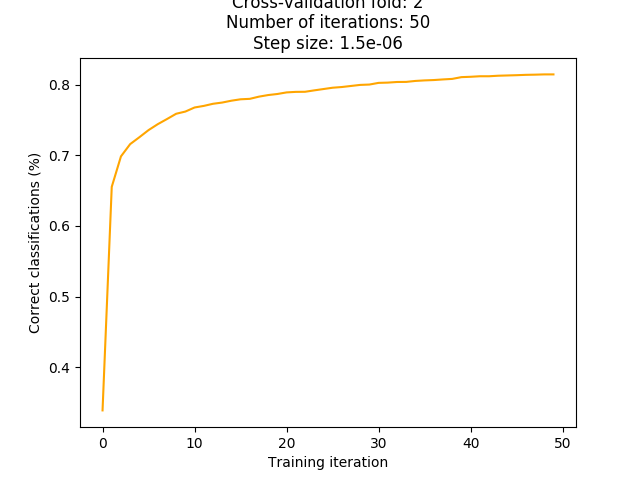 Cross-validation fold: 2
Number of iterations: 50
Step size: 1.5e-06
0.8
0.7
0.6
0.5
0.4
Correct classifications (%)
0 10 20 30 40 50
Training iteration